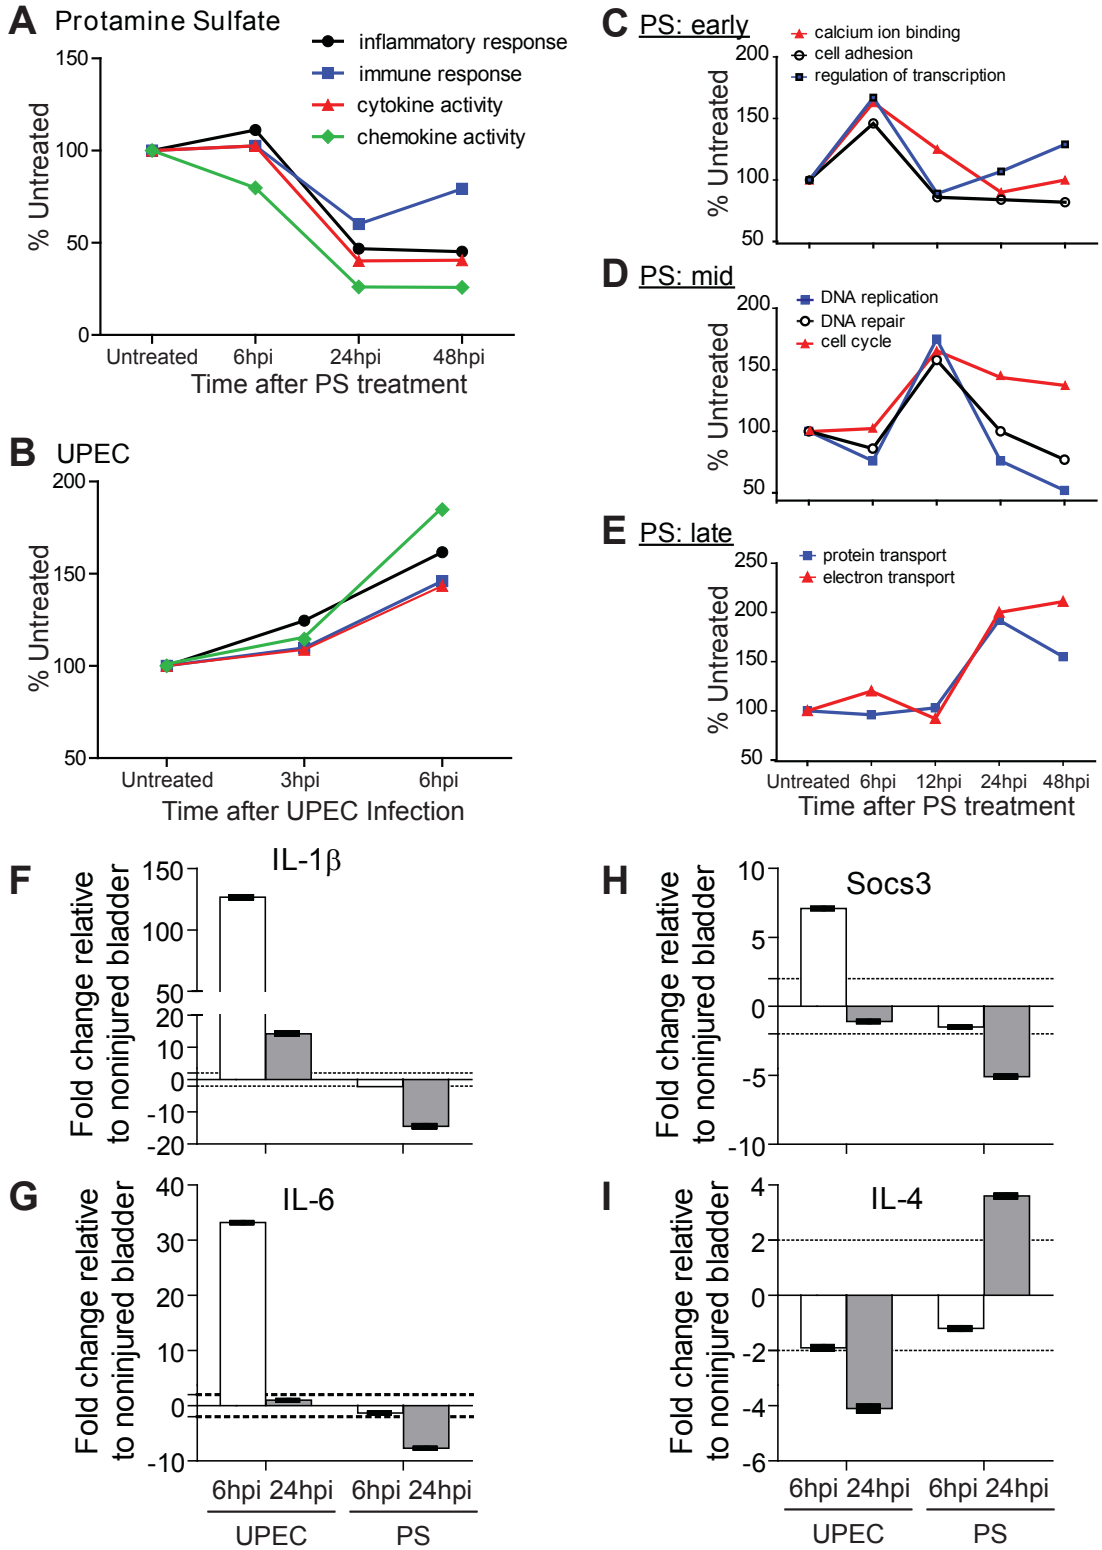 A Protamine Sulfate
inflammatory response
immune response
cytokine activity
chemokine activity
% Untreated
150
100
50
0
Untreated 6hpi 24hpi 48hpi
Time after PS treatment
B UPEC
% Untreated
200
150
100
50
Untreated 3hpi 6hpi
Time after UPEC Infection
C PS: early
calcium ion binding
cell adhesion
regulation of transcription
% Untreated
200
150
100
50
D PS: mid
DNA replication
DNA repair
cell cycle
% Untreated
200
150
100
50
E PS: late
protein transport
electron transport
% Untreated
250
200
150
100
50
Untreated 6hpi 12hpi 24hpi 48hpi
Time after PS treatment
F IL-1β
Fold change relative
to noninjured bladder
150
100
50
20
10
0
-10
-20
G IL-6
Fold change relative
to noninjured bladder
40
30
20
10
0
-10
6hpi 24hpi 6hpi 24hpi
UPEC PS
H Socs3
Fold change relative
to noninjured bladder
10
5
0
-5
-10
I IL-4
Fold change relative
to noninjured bladder
4
2
0
-2
-4
-6
6hpi 24hpi 6hpi 24hpi
UPEC PS